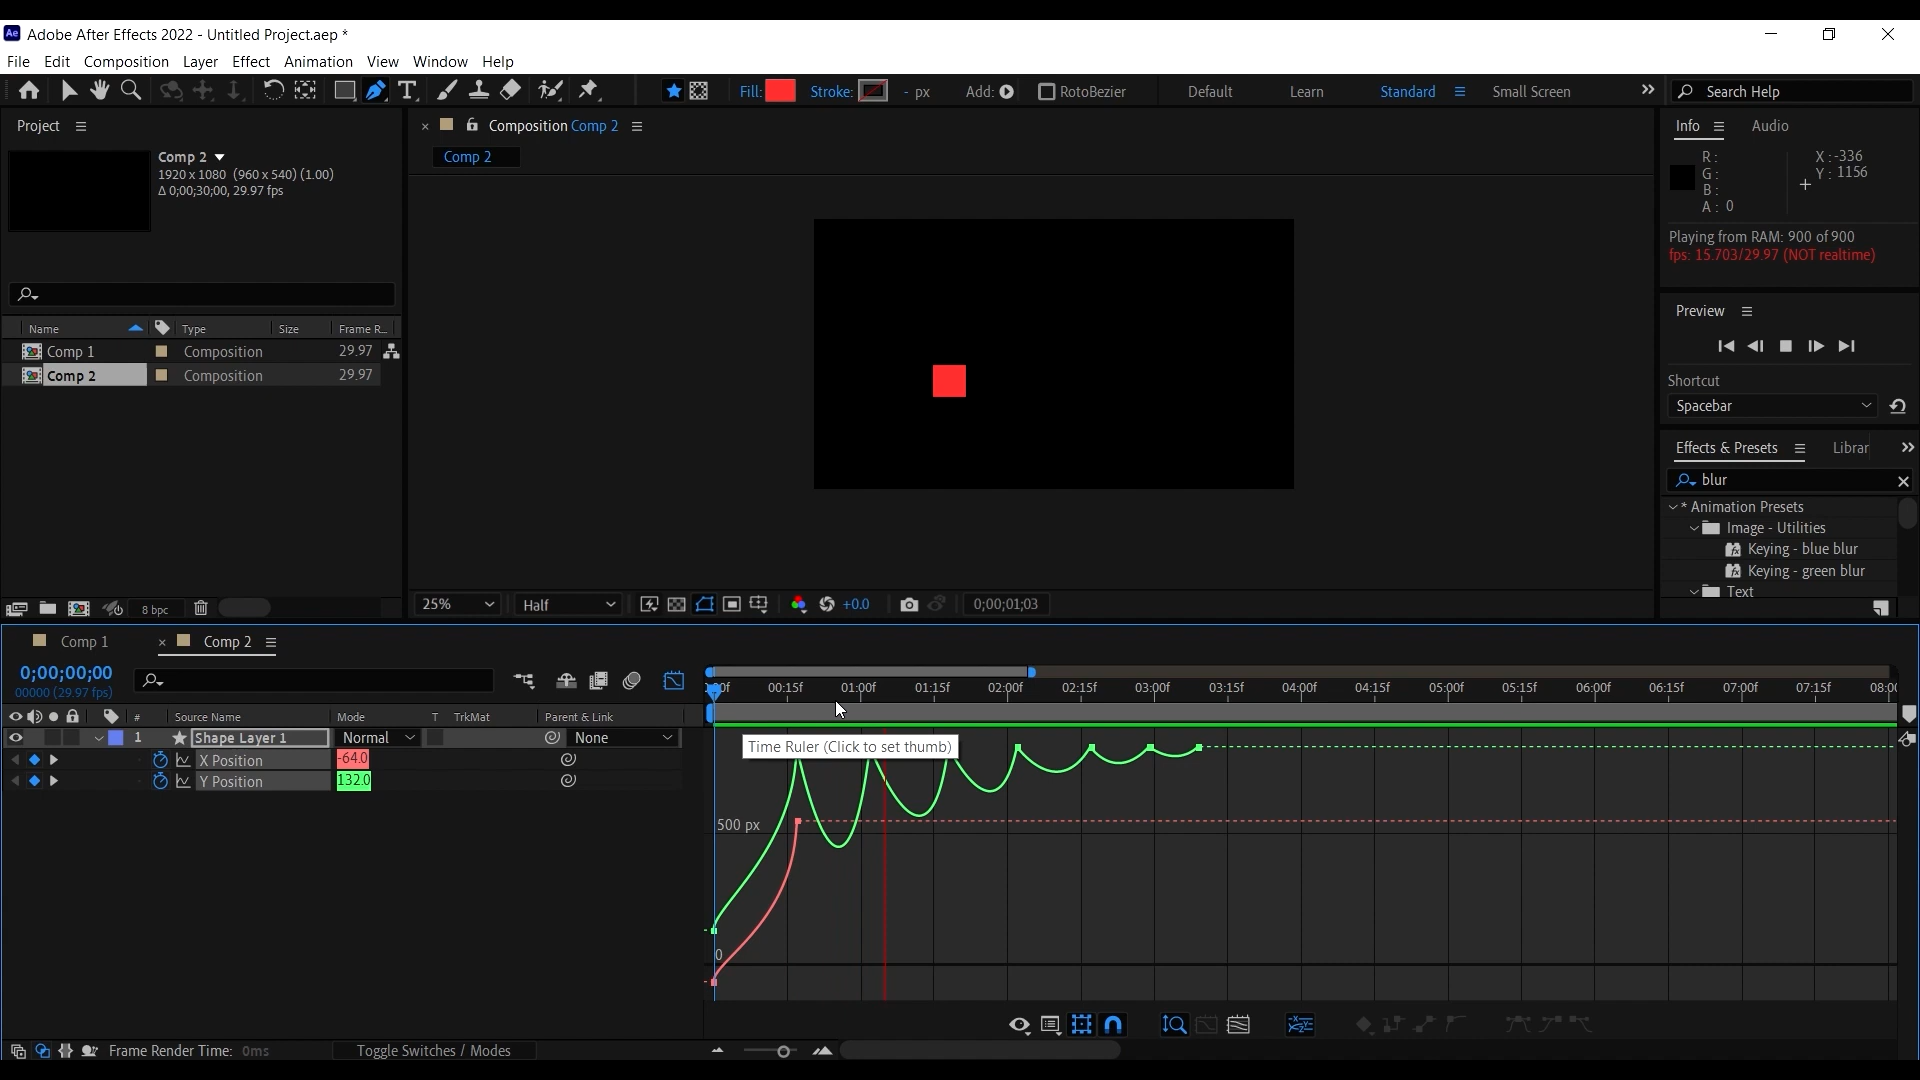 Ae Adobe After Effects 2022 - Untitled Project.aep *
File Edit Composition Layer Effect Animation View Window Help
T Fill: Stroke: - px Add: RotoBezier Default Learn Standard Small Screen Search Help
Project
Comp 2
1920 x 1080 (960 x 540) (1.00)
Δ 0;00;30;00, 29.97 fps
Name Type Size Frame R...
Comp 1 Composition 29.97
Comp 2 Composition 29.97
8 bpc
× Composition Comp 2
Comp 2
25% Half +0.0 0;00;01;03
Info Audio
R:
G:
B:
A: 0
X: -336
Y: 1156
Playing from RAM: 900 of 900
fps: 15.703/29.97 (NOT realtime)
Preview
Shortcut
Spacebar
Effects & Presets Librar
blur
* Animation Presets
Image - Utilities
Keying - blue blur
Keying - green blur
Text
Comp 1 × Comp 2
0;00;00;00
00000 (29.97 fps)
# Source Name Mode T TrkMat Parent & Link
1 Shape Layer 1 Normal None
X Position -64.0
Y Position 132.0
00f 00:15f 01:00f 01:15f 02:00f 02:15f 03:00f 03:15f 04:00f 04:15f 05:00f 05:15f 06:00f 06:15f 07:00f 07:15f 08:00
Time Ruler (Click to set thumb)
500 px
0
Frame Render Time: 0ms Toggle Switches / Modes